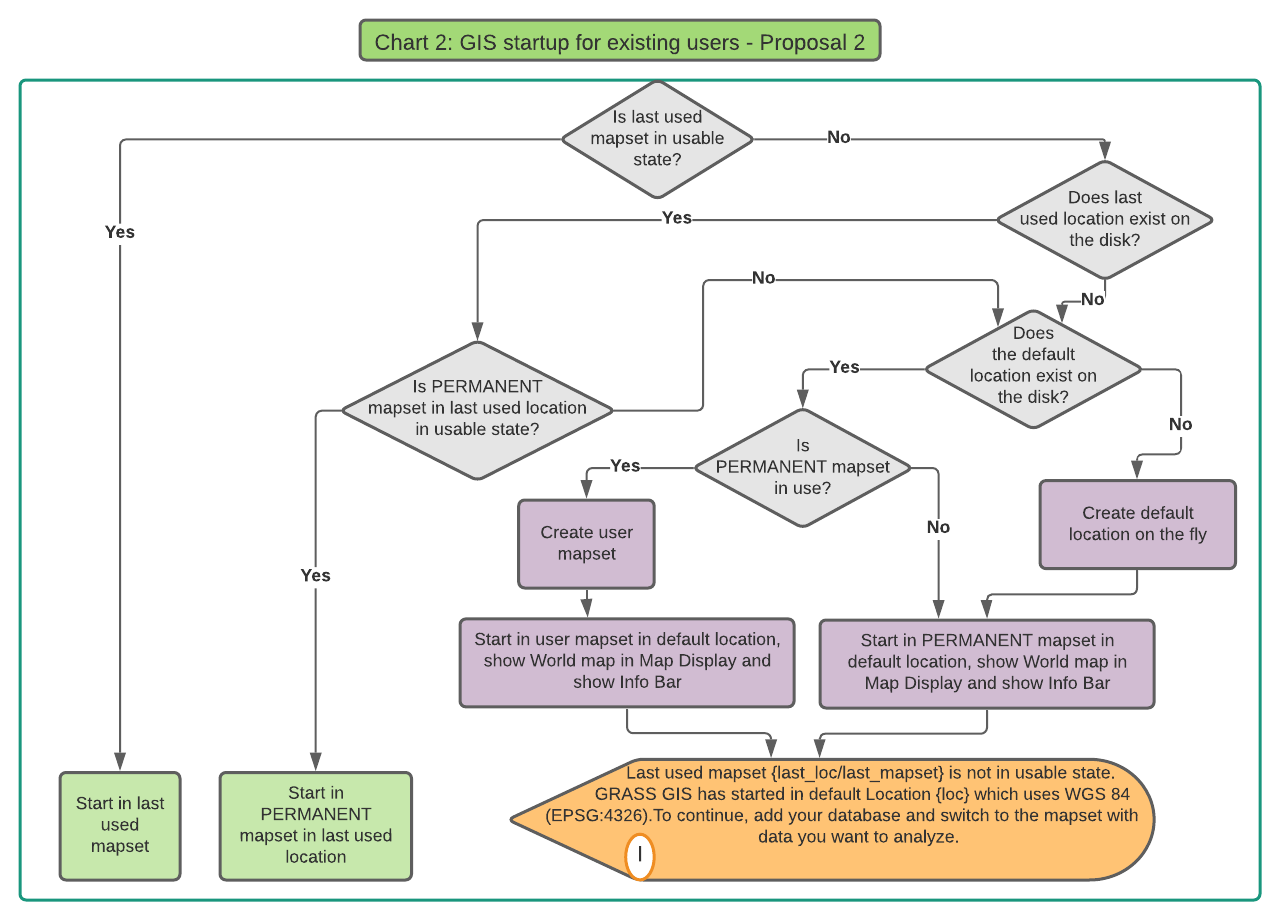 Chart 2: GIS startup for existing users - Proposal 2
Is last used
mapset in usable
state?
No
Yes
Does last
used location exist on
the disk?
Yes
No
No
Does
the default
location exist on
the disk?
Is PERMANENT
mapset in last used location
in usable state?
Yes
No
Is
PERMANENT mapset
in use?
Yes
No
Yes
Create user
mapset
Create default
location on the fly
Start in user mapset in default location,
show World map in Map Display and
show Info Bar
Start in PERMANENT mapset in
default location, show World map in
Map Display and show Info Bar
Start in last
used
mapset
Start in
PERMANENT
mapset in last used
location
Last used mapset {last_loc/last_mapset} is not in usable state.
GRASS GIS has started in default Location {loc} which uses WGS 84
(EPSG:4326).To continue, add your database and switch to the mapset with
data you want to analyze.
I